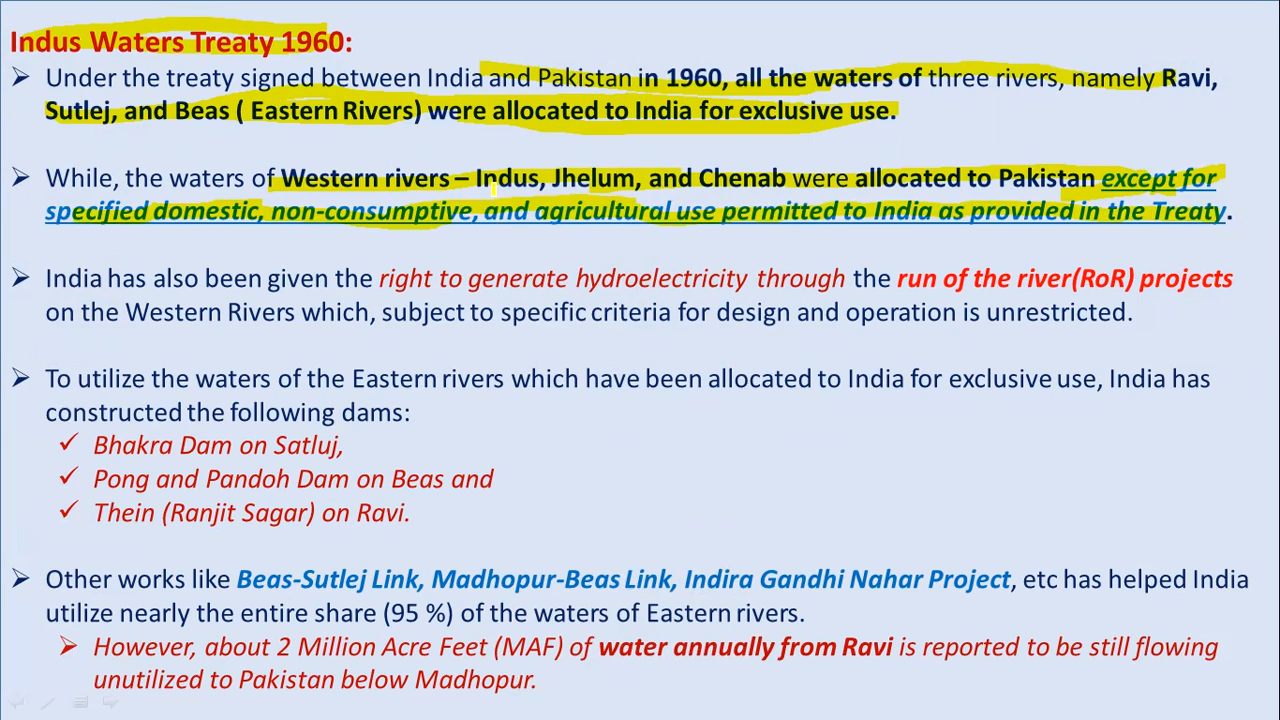 Indus Waters Treaty 1960:
➢ Under the treaty signed between India and Pakistan in 1960, all the waters of three rivers, namely Ravi,
Sutlej, and Beas ( Eastern Rivers) were allocated to India for exclusive use.
➢ While, the waters of Western rivers – Indus, Jhelum, and Chenab were allocated to Pakistan except for
specified domestic, non-consumptive, and agricultural use permitted to India as provided in the Treaty.
➢ India has also been given the right to generate hydroelectricity through the run of the river(RoR) projects
on the Western Rivers which, subject to specific criteria for design and operation is unrestricted.
➢ To utilize the waters of the Eastern rivers which have been allocated to India for exclusive use, India has
constructed the following dams:
✓ Bhakra Dam on Satluj,
✓ Pong and Pandoh Dam on Beas and
✓ Thein (Ranjit Sagar) on Ravi.
➢ Other works like Beas-Sutlej Link, Madhopur-Beas Link, Indira Gandhi Nahar Project, etc has helped India
utilize nearly the entire share (95 %) of the waters of Eastern rivers.
➢ However, about 2 Million Acre Feet (MAF) of water annually from Ravi is reported to be still flowing
unutilized to Pakistan below Madhopur.